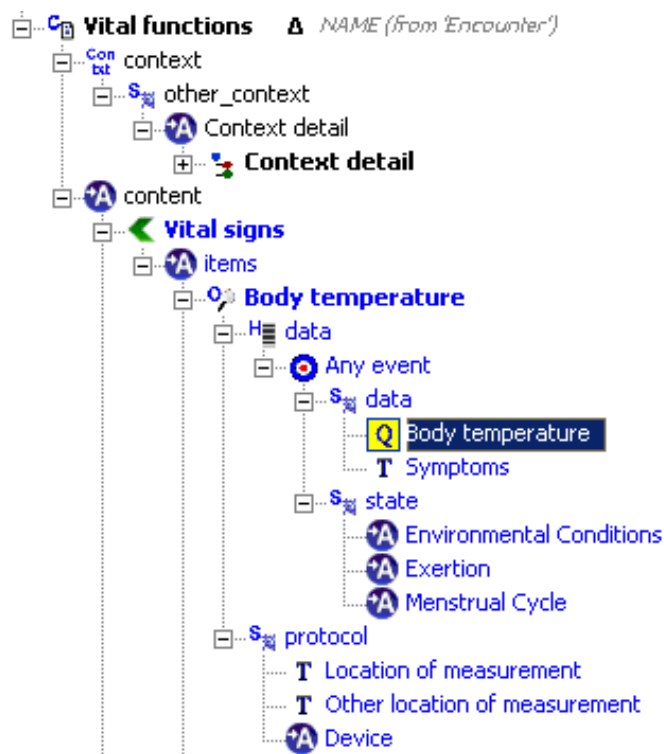 Vital functions Δ NAME (from 'Encounter')
Con txt context
S other_context
A Context detail
Context detail
A content
Vital signs
A items
O Body temperature
H data
Any event
S data
Q Body temperature
T Symptoms
S state
A Environmental Conditions
A Exertion
A Menstrual Cycle
S protocol
T Location of measurement
T Other location of measurement
A Device